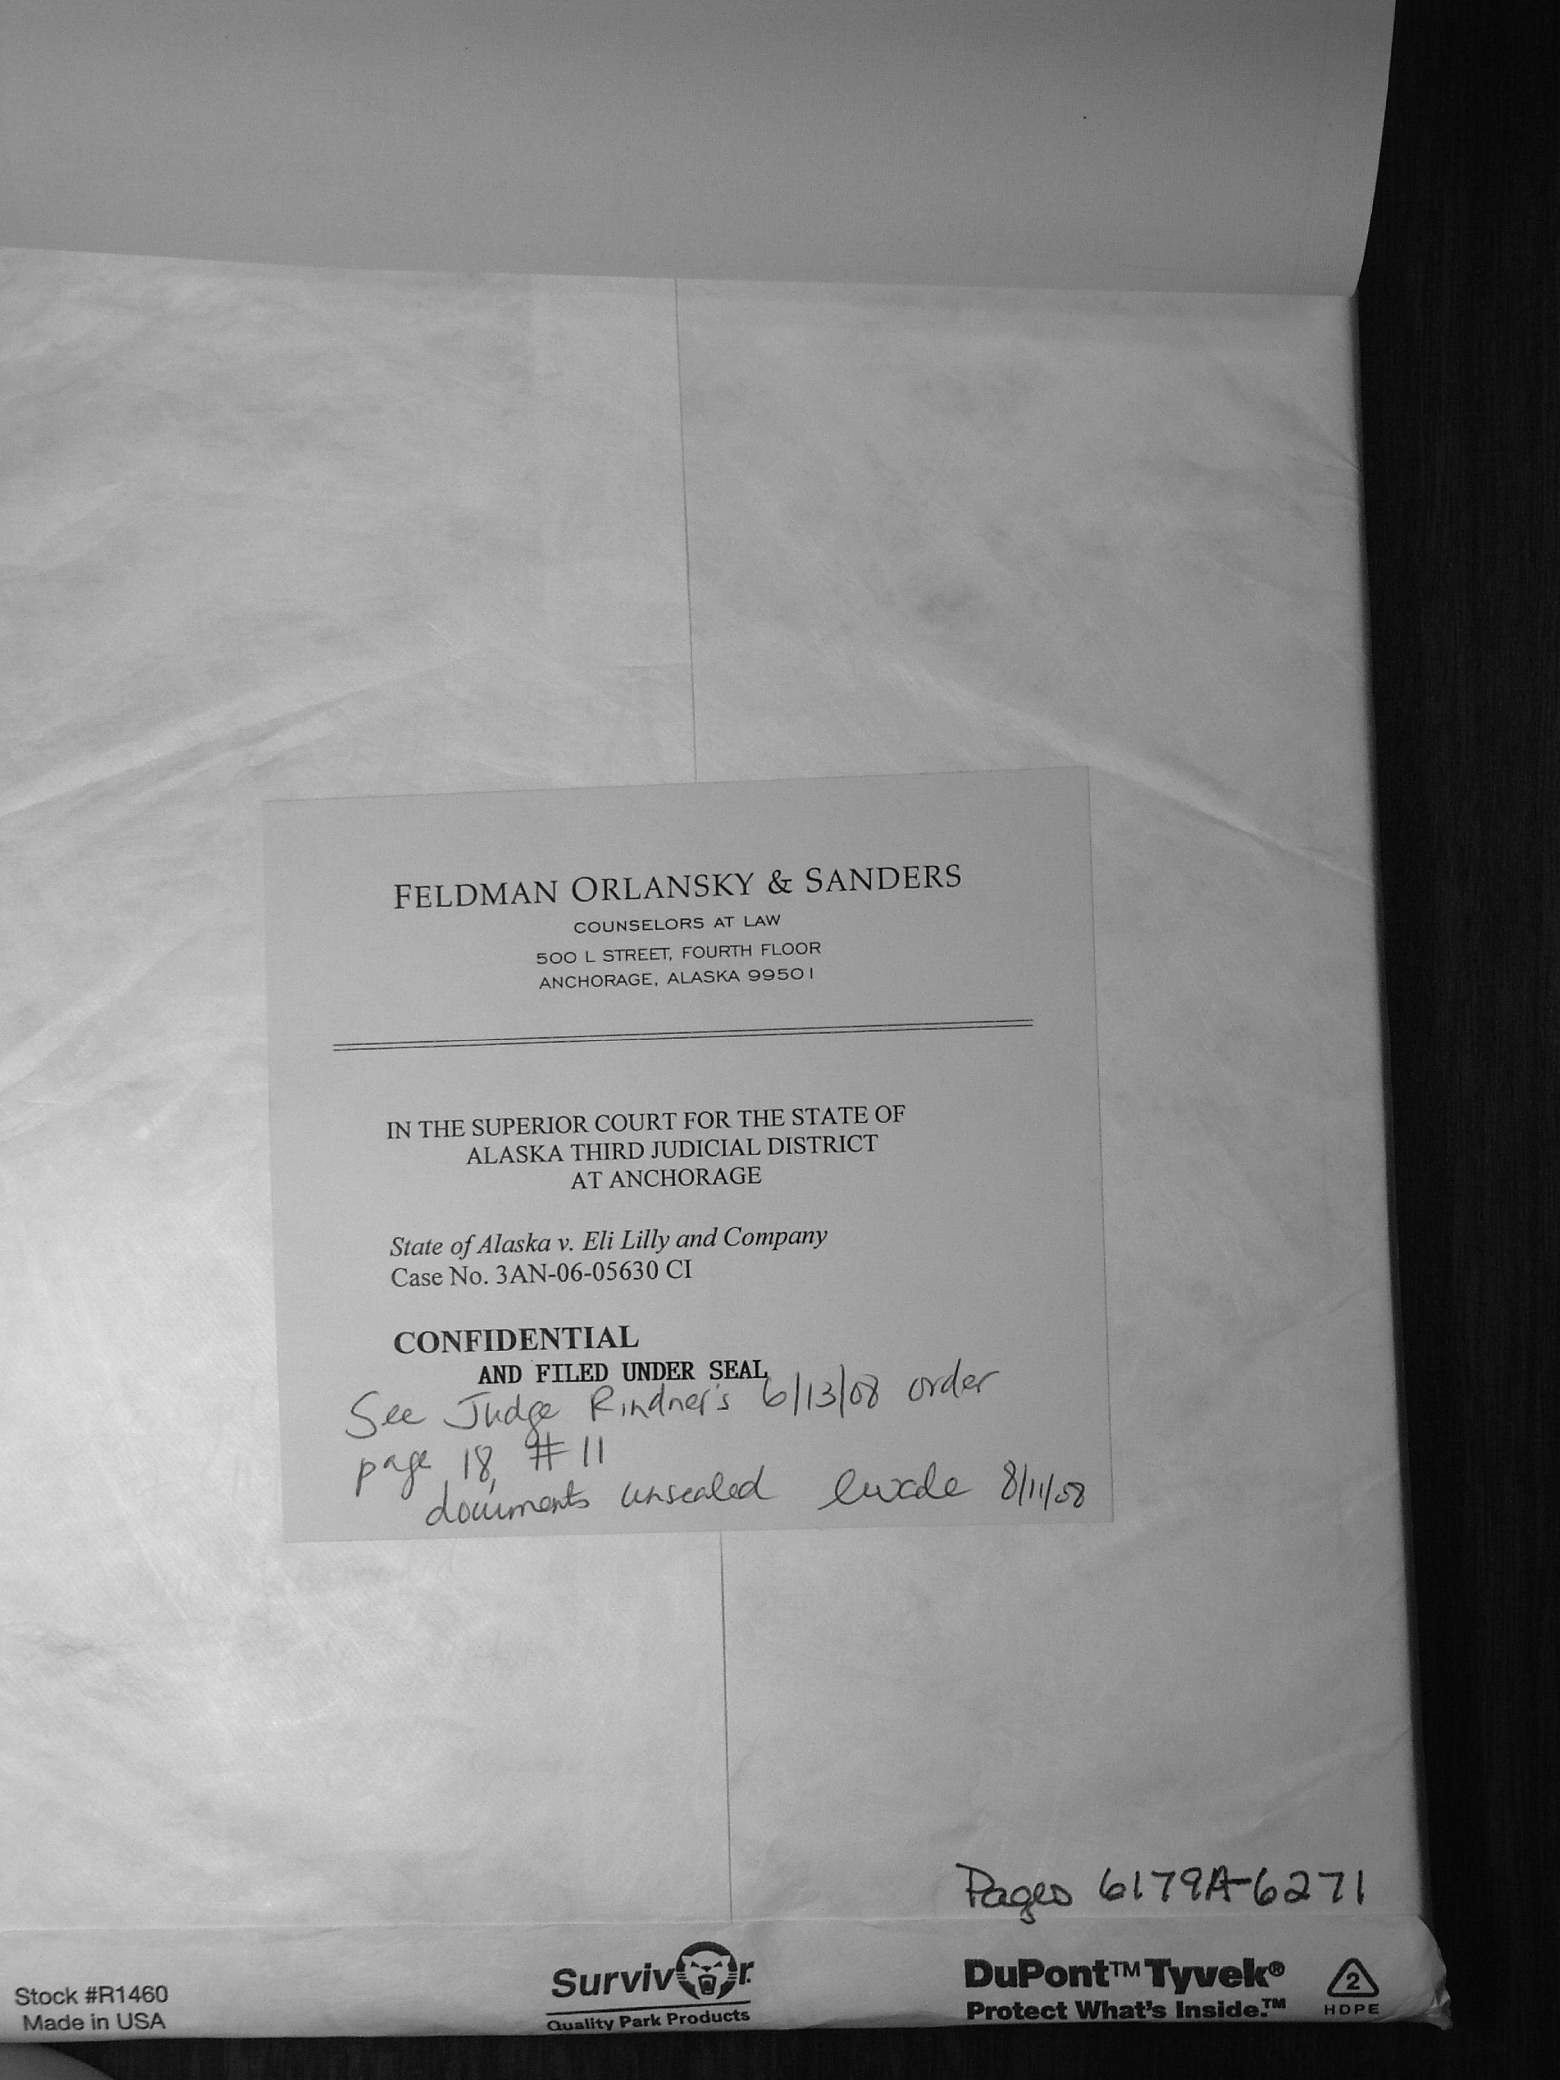 FELDMAN ORLANSKY & SANDERS
COUNSELORS AT LAW
500 L STREET, FOURTH FLOOR
ANCHORAGE, ALASKA 99501
IN THE SUPERIOR COURT FOR THE STATE OF
ALASKA THIRD JUDICIAL DISTRICT
AT ANCHORAGE
State of Alaska v. Eli Lilly and Company
Case No. 3AN-06-05630 CI
CONFIDENTIAL
AND FILED UNDER SEAL
See Judge Rindner's 6/13/08 order
page 18, #11
documents unsealed lwade 8/11/08
Pages 6179A-6271
Stock #R1460
Made in USA
Survivor.
Quality Park Products
DuPont™ Tyvek®
Protect What's Inside.™
2
HDPE